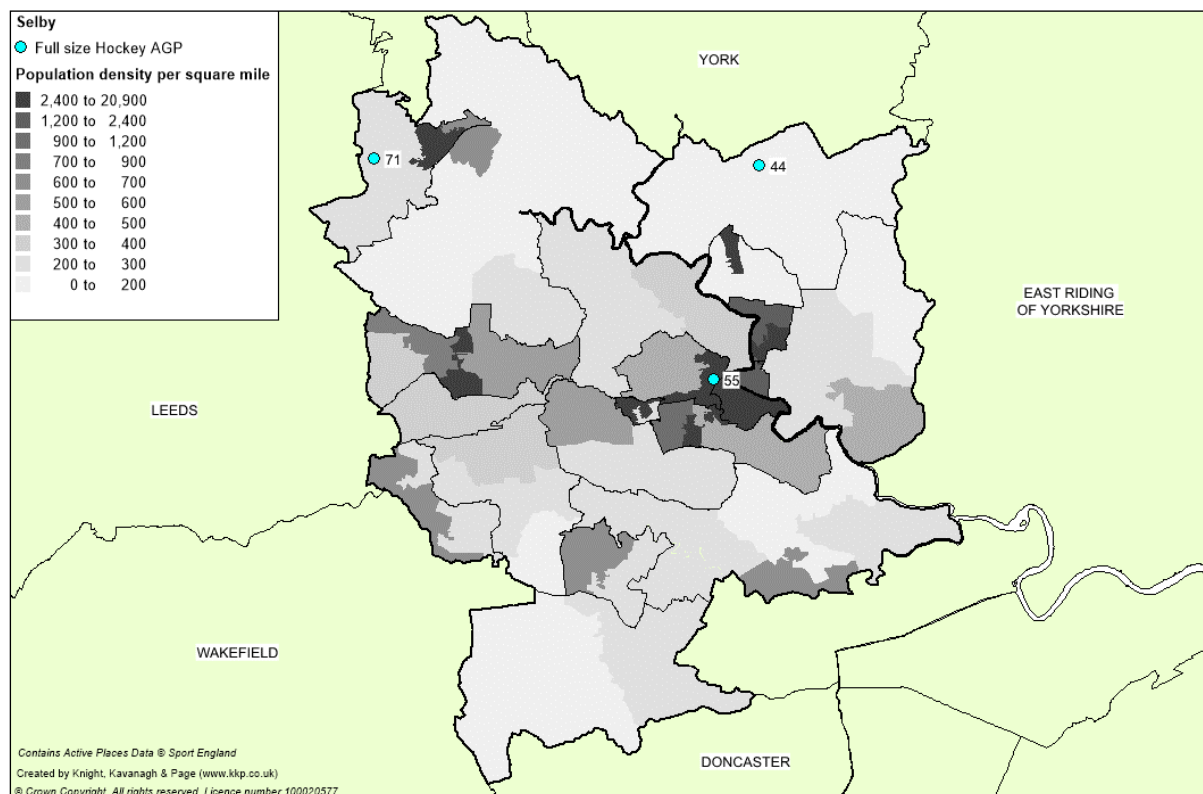 Selby
Full size Hockey AGP
Population density per square mile
2,400 to 20,900
1,200 to 2,400
900 to 1,200
700 to 900
600 to 700
500 to 600
400 to 500
300 to 400
200 to 300
0 to 200
YORK
71
44
EAST RIDING
OF YORKSHIRE
55
LEEDS
WAKEFIELD
DONCASTER
Contains Active Places Data © Sport England
Created by Knight, Kavanagh & Page (www.kkp.co.uk)
© Crown Copyright. All rights reserved. Licence number 100020577